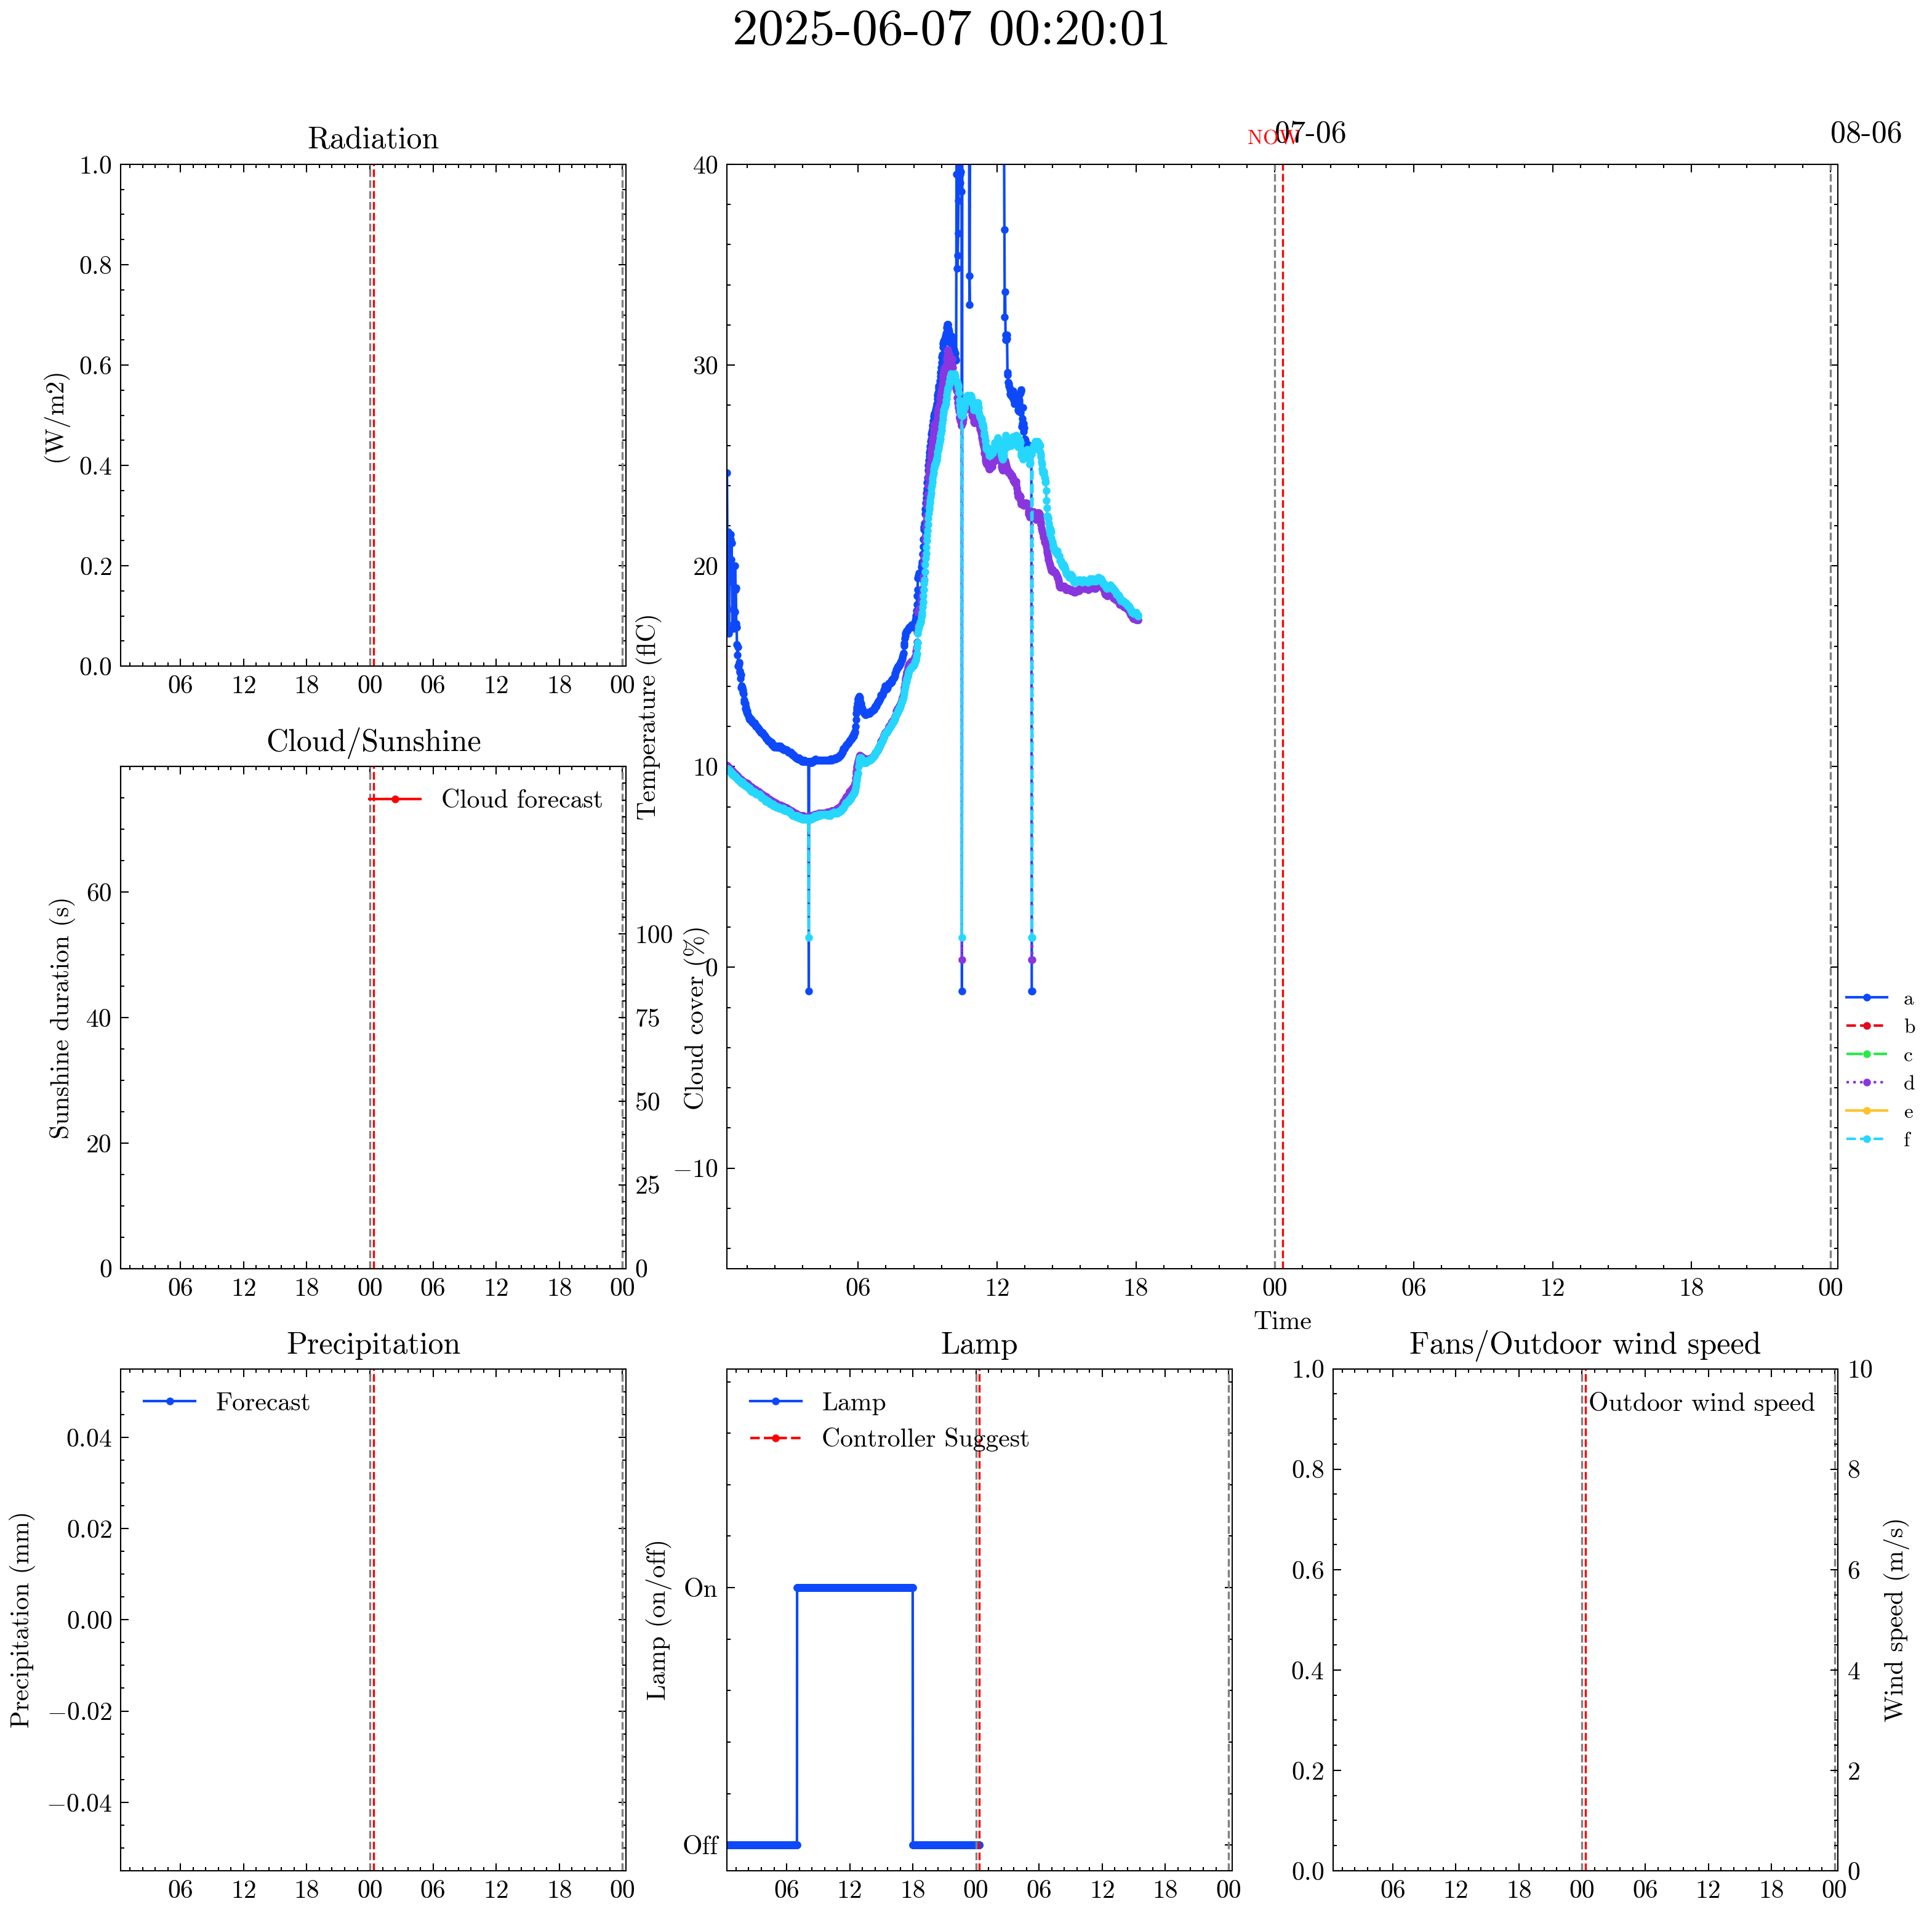 2025-06-07 00:20:01
Radiation
1.0
0.8
0.6
0.4
0.2
0.0
(W/m2)
06 12 18 00 06 12 18 00
Cloud/Sunshine
Cloud forecast
60
40
20
0
Sunshine duration (s)
100
75
50
25
0
Cloud cover (%)
06 12 18 00 06 12 18 00
NOW
07-06
08-06
40
30
20
10
0
−10
Temperature (flC)
06 12 18 00 06 12 18 00
Time
a
b
c
d
e
f
Precipitation
Forecast
0.04
0.02
0.00
−0.02
−0.04
Precipitation (mm)
06 12 18 00 06 12 18 00
Lamp
Lamp
Controller Suggest
On
Off
Lamp (on/off)
06 12 18 00 06 12 18 00
Fans/Outdoor wind speed
Outdoor wind speed
1.0
0.8
0.6
0.4
0.2
0.0
10
8
6
4
2
0
Wind speed (m/s)
06 12 18 00 06 12 18 00